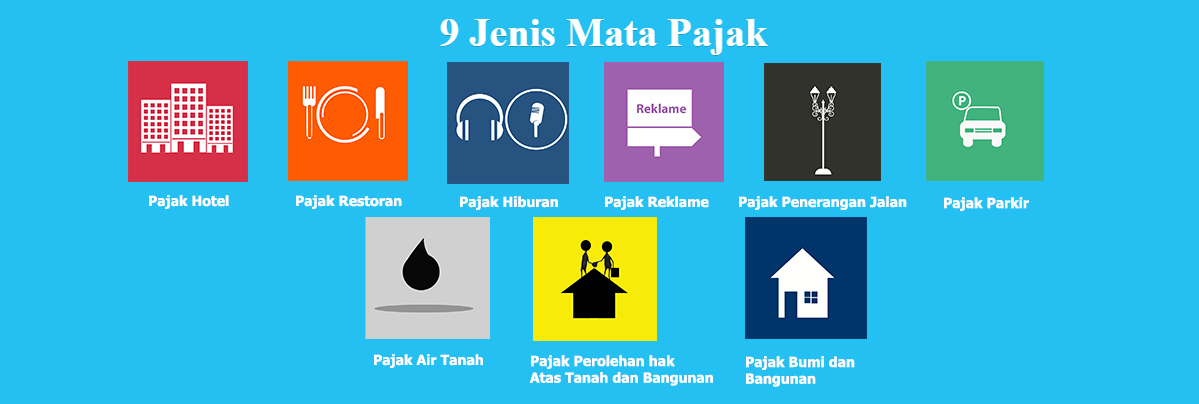 9 Jenis Mata Pajak
Reklame
P
Pajak Hotel
Pajak Restoran
Pajak Hiburan
Pajak Reklame
Pajak Penerangan Jalan
Pajak Parkir
Pajak Air Tanah
Pajak Perolehan hak
Atas Tanah dan Bangunan
Pajak Bumi dan
Bangunan